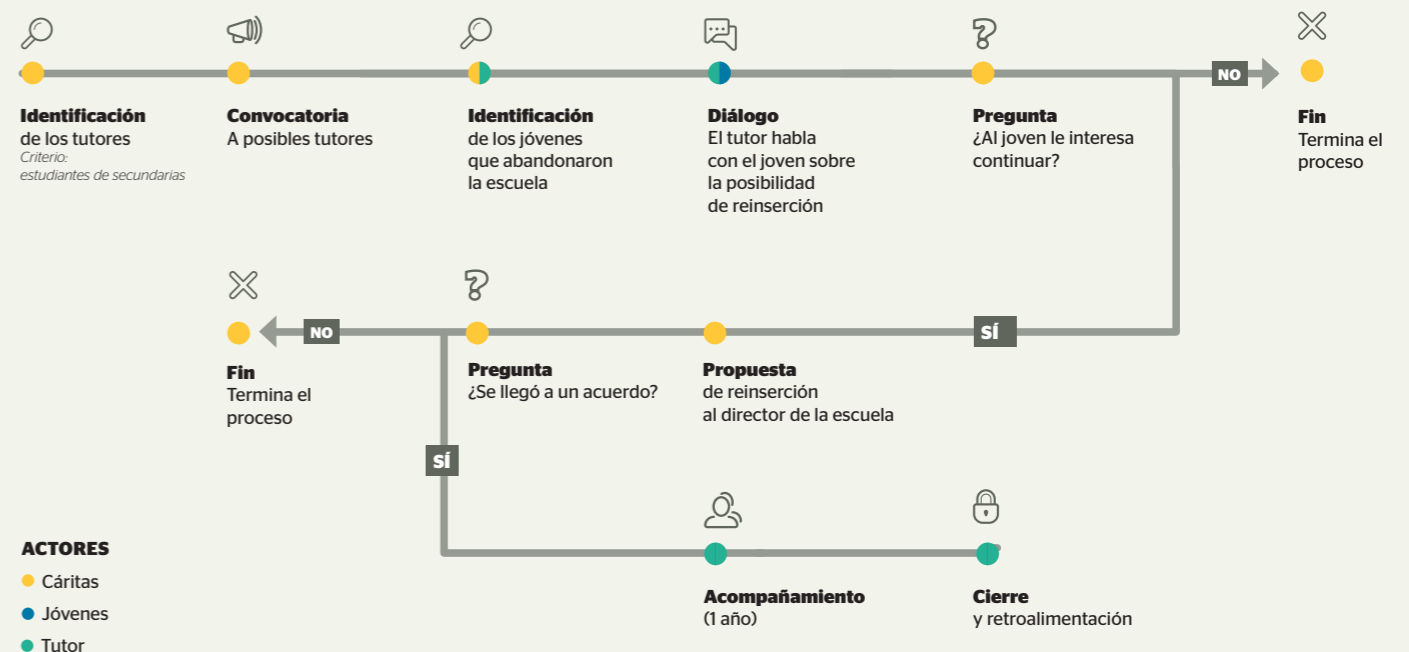 Identificación
de los tutores
Criterio:
estudiantes de secundarias
Convocatoria
A posibles tutores
Identificación
de los jóvenes
que abandonaron
la escuela
Diálogo
El tutor habla
con el joven sobre
la posibilidad
de reinserción
Pregunta
¿Al joven le interesa
continuar?
NO
Fin
Termina el
proceso
SÍ
Propuesta
de reinserción
al director de la escuela
Pregunta
¿Se llegó a un acuerdo?
NO
Fin
Termina el
proceso
SÍ
Acompañamiento
(1 año)
Cierre
y retroalimentación
ACTORES
Cáritas
Jóvenes
Tutor